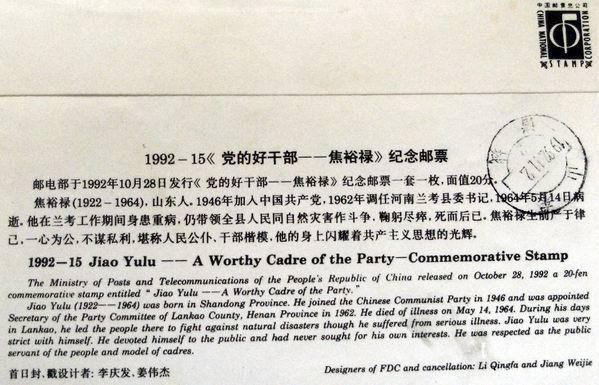 中国邮票总公司
CHINA NATIONAL
STAMP
CORPORATION
1992-15《党的好干部——焦裕禄》纪念邮票
邮电部于1992年10月28日发行《党的好干部——焦裕禄》纪念邮票一套一枚，面值20分。
焦裕禄(1922-1964)，山东人，1946年加入中国共产党，1962年调任河南兰考县委书记，1964年5月14日病
逝。他在兰考工作期间身患重病，仍带领全县人民同自然灾害作斗争，鞠躬尽瘁，死而后已。焦裕禄生前严于律
己，一心为公，不谋私利，堪称人民公仆、干部楷模，他的身上闪耀着共产主义思想的光辉。
1992-15 Jiao Yulu —— A Worthy Cadre of the Party—Commemorative Stamp
The Ministry of Posts and Telecommunications of the People's Republic of China released on October 28, 1992 a 20-fen
commemorative stamp entitled " Jiao Yulu ——A Worthy Cadre of the Party."
Jiao Yulu (1922——1964) was born in Shandong Province. He joined the Chinese Communist Party in 1946 and was appointed
Secretary of the Party Committee of Lankao County, Henan Province in 1962. He died of illness on May 14, 1964. During his days
in Lankao, he led the people there to fight against natural disasters though he suffered from serious illness. Jiao Yulu was very
strict with himself. He devoted himself to the public and had never sought for his own interests. He was respected as the public
servant of the people and model of cadres.
首日封、戳设计者：李庆发、姜伟杰
Designers of FDC and cancellation: Li Qingfa and Jiang Weijie